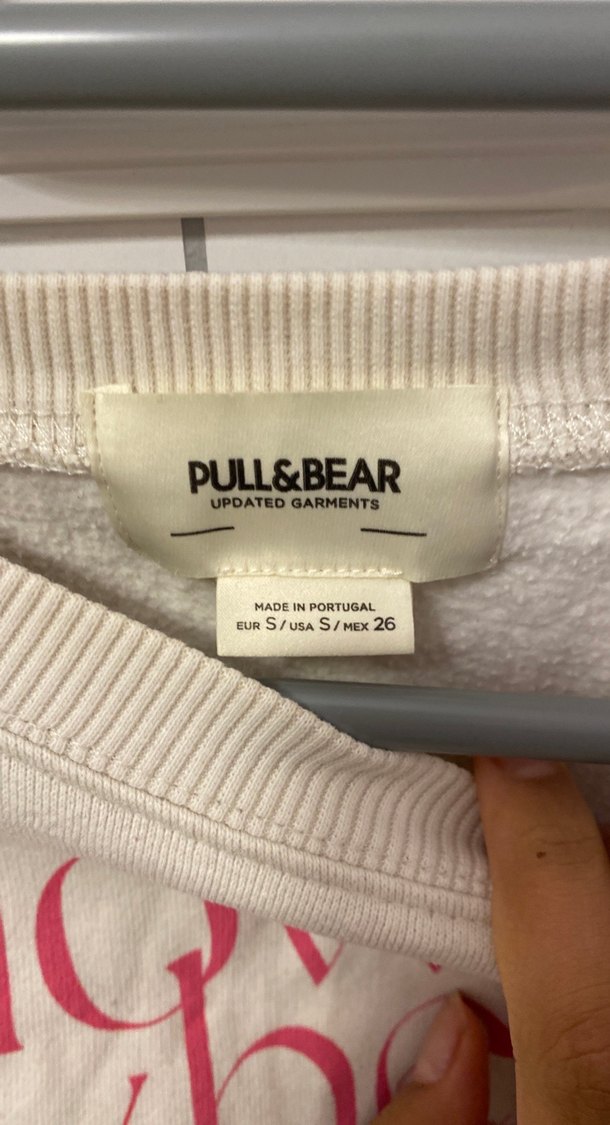 PULL&BEAR
UPDATED GARMENTS
MADE IN PORTUGAL
EUR S/USA S/MEX 26